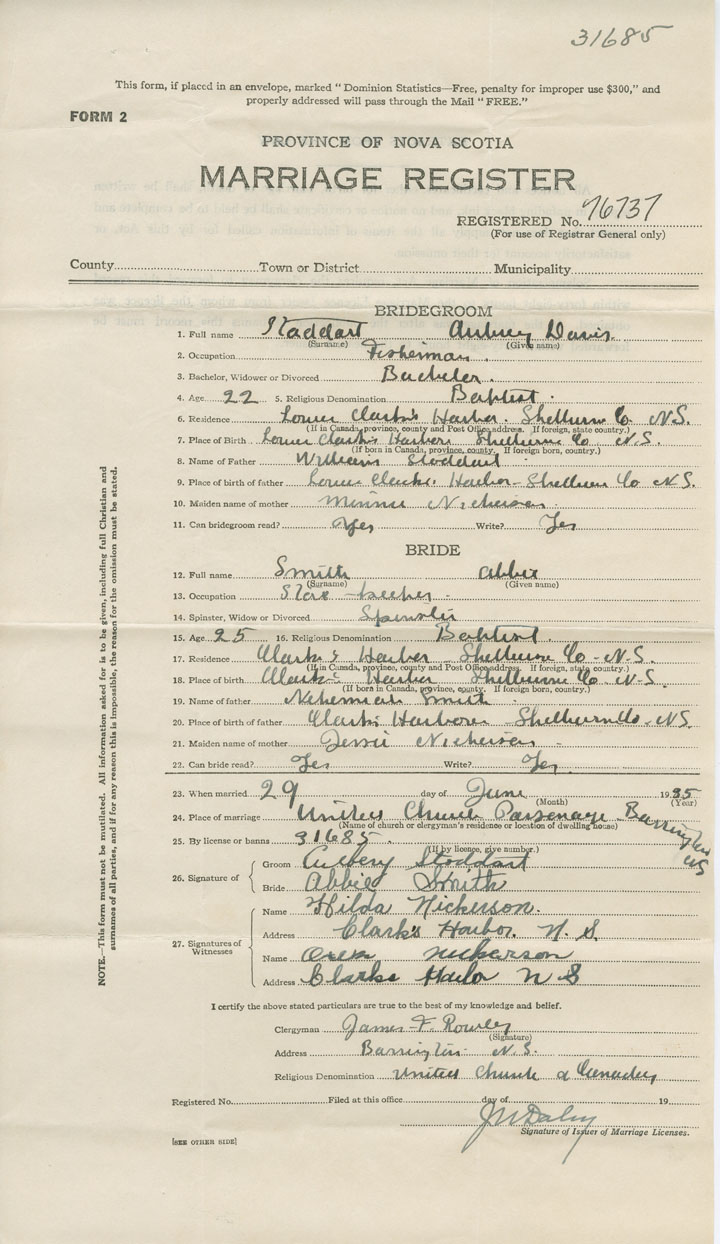 31685
This form, if placed in an envelope, marked "Dominion Statistics—Free, penalty for improper use $300," and
properly addressed will pass through the Mail "FREE."
FORM 2
PROVINCE OF NOVA SCOTIA
MARRIAGE REGISTER
REGISTERED No. 76737
(For use of Registrar General only)
County Town or District Municipality
BRIDEGROOM
1. Full name Stoddart Aubrey Davis
(Surname) (Given name)
2. Occupation Fisherman
3. Bachelor, Widower or Divorced Bachelor
4. Age 22 5. Religious Denomination Baptist
6. Residence Lower Clark's Harbor. Shelburne Co N.S.
(If in Canada, province, county and Post Office address. If foreign, state country.)
7. Place of Birth Lower Clark's Harbor Shelburne Co N.S.
(If born in Canada, province, county. If foreign born, country.)
8. Name of Father William Stoddart
9. Place of birth of father Lower Clarks Harbor - Shelburne Co N.S.
10. Maiden name of mother Minnie Nickerson
11. Can bridegroom read? Yes Write? Yes
BRIDE
12. Full name Smith Abbie
(Surname) (Given name)
13. Occupation -keeper
14. Spinster, Widow or Divorced Spinster
15. Age 25 16. Religious Denomination Baptist
17. Residence Clark's Harbor Shelburne Co - N.S.
(If in Canada, province, county and Post Office address. If foreign, state country.)
18. Place of birth Clark's Harbor Shelburne Co N.S.
(If born in Canada, province, county. If foreign born, country.)
19. Name of father Nehemiah Smith
20. Place of birth of father Clarks Harbor Shelburne Co. N.S.
21. Maiden name of mother Jessie Nickerson
22. Can bride read? Yes Write? Yes
23. When married 29 day of June 1935
(Month) (Year)
24. Place of marriage United Church Parsonage Barrington NS
(Name of church or clergyman's residence or location of dwelling house)
25. By license or banns 31685
(If by licence, give number.)
26. Signature of Groom Stoddart
Bride Abbie Smith
27. Signatures of Witnesses Name Hilda Nickerson.
Address Clark's Harbor N.S.
Name Nickerson
Address Clarks Harbor N S
NOTE.—This form must not be mutilated. All information asked for is to be given, including full Christian and
surnames of all parties, and if for any reason this is impossible, the reason for the omission must be stated.
I certify the above stated particulars are true to the best of my knowledge and belief.
Clergyman James F. Rowley
(Signature)
Address Barrington N.S.
Religious Denomination United Church of Canada
Registered No. Filed at this office day of 19
J M Daley
Signature of Issuer of Marriage Licenses.
[SEE OTHER SIDE]